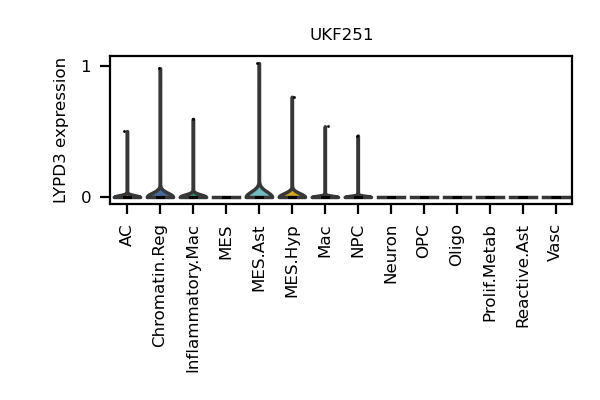 UKF251
LYPD3 expression
1
0
AC
Chromatin.Reg
Inflammatory.Mac
MES
MES.Ast
MES.Hyp
Mac
NPC
Neuron
OPC
Oligo
Prolif.Metab
Reactive.Ast
Vasc